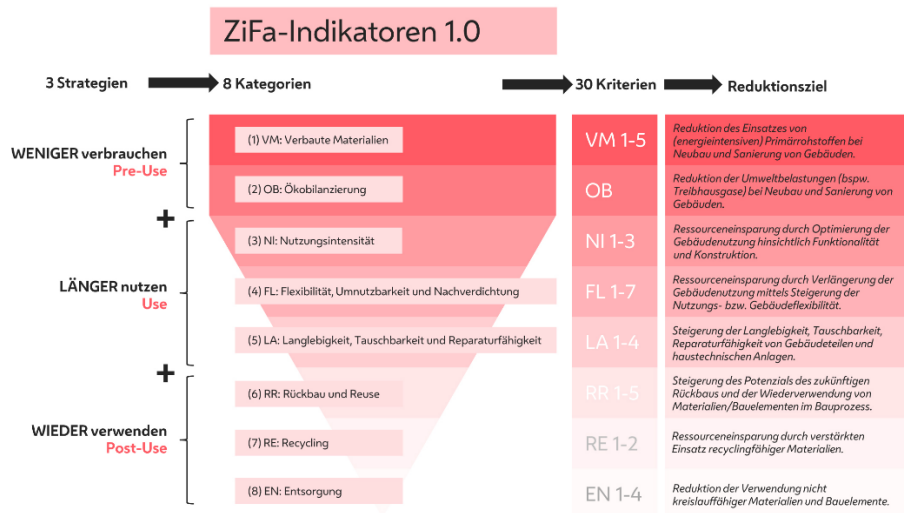 ZiFa-Indikatoren 1.0
3 Strategien
8 Kategorien
30 Kriterien
Reduktionsziel
WENIGER verbrauchen
Pre-Use
(1) VM: Verbaute Materialien
VM 1-5
Reduktion des Einsatzes von
(energieintensiven) Primärrohstoffen bei
Neubau und Sanierung von Gebäuden.
(2) OB: Ökobilanzierung
OB
Reduktion der Umweltbelastungen (bspw.
Treibhausgase) bei Neubau und Sanierung von
Gebäuden.
+
LÄNGER nutzen
Use
(3) NI: Nutzungsintensität
NI 1-3
Ressourceneinsparung durch Optimierung der
Gebäudenutzung hinsichtlich Funktionalität
und Konstruktion.
(4) FL: Flexibilität, Umnutzbarkeit und Nachverdichtung
FL 1-7
Ressourceneinsparung durch Verlängerung der
Gebäudenutzung mittels Steigerung der
Nutzungs- bzw. Gebäudeflexibilität.
(5) LA: Langlebigkeit, Tauschbarkeit und Reparaturfähigkeit
LA 1-4
Steigerung der Langlebigkeit, Tauschbarkeit,
Reparaturfähigkeit von Gebäudeteilen und
haustechnischen Anlagen.
+
WIEDER verwenden
Post-Use
(6) RR: Rückbau und Reuse
RR 1-5
Steigerung des Potenzials des zukünftigen
Rückbaus und der Wiederverwendung von
Materialien/Bauelementen im Bauprozess.
(7) RE: Recycling
RE 1-2
Ressourceneinsparung durch verstärkten
Einsatz recyclingfähiger Materialien.
(8) EN: Entsorgung
EN 1-4
Reduktion der Verwendung nicht
kreislauffähiger Materialien und Bauelemente.